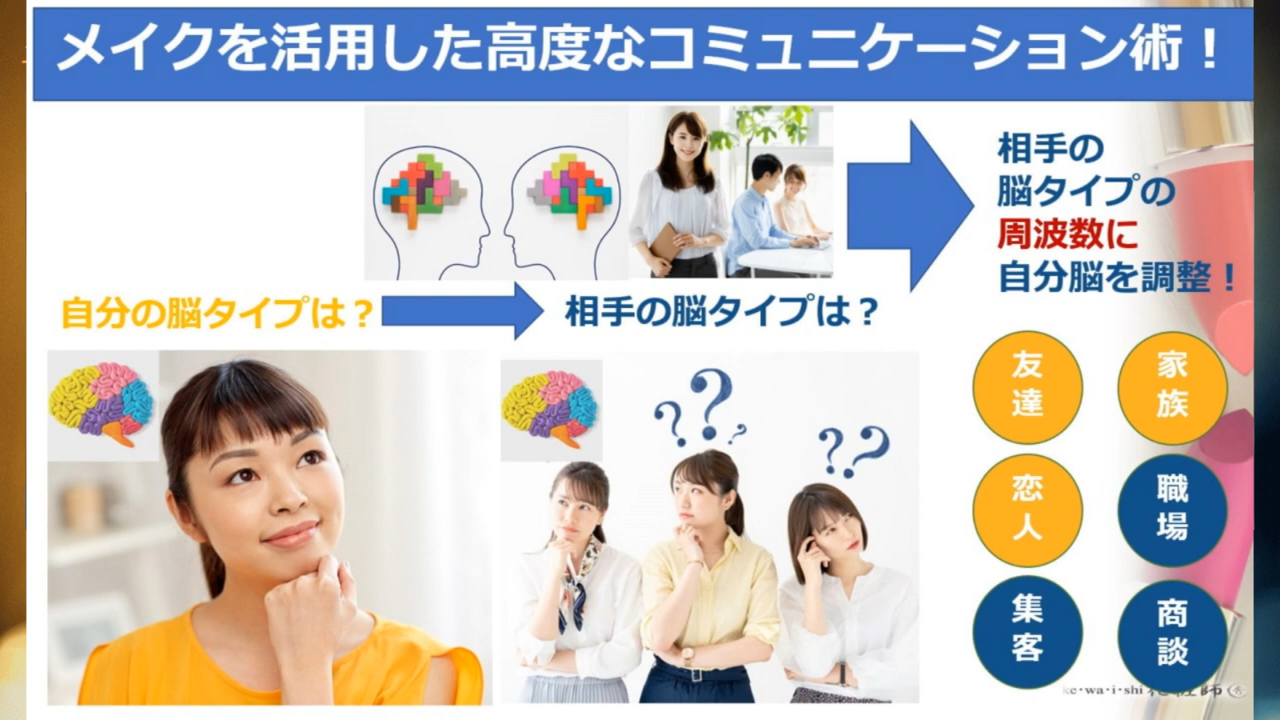 メイクを活用した高度なコミュニケーション術！
相手の
脳タイプの
周波数に
自分脳を調整！
自分の脳タイプは？
相手の脳タイプは？
友達
家族
恋人
職場
集客
商談
ke・wa・i・shi 化粧師